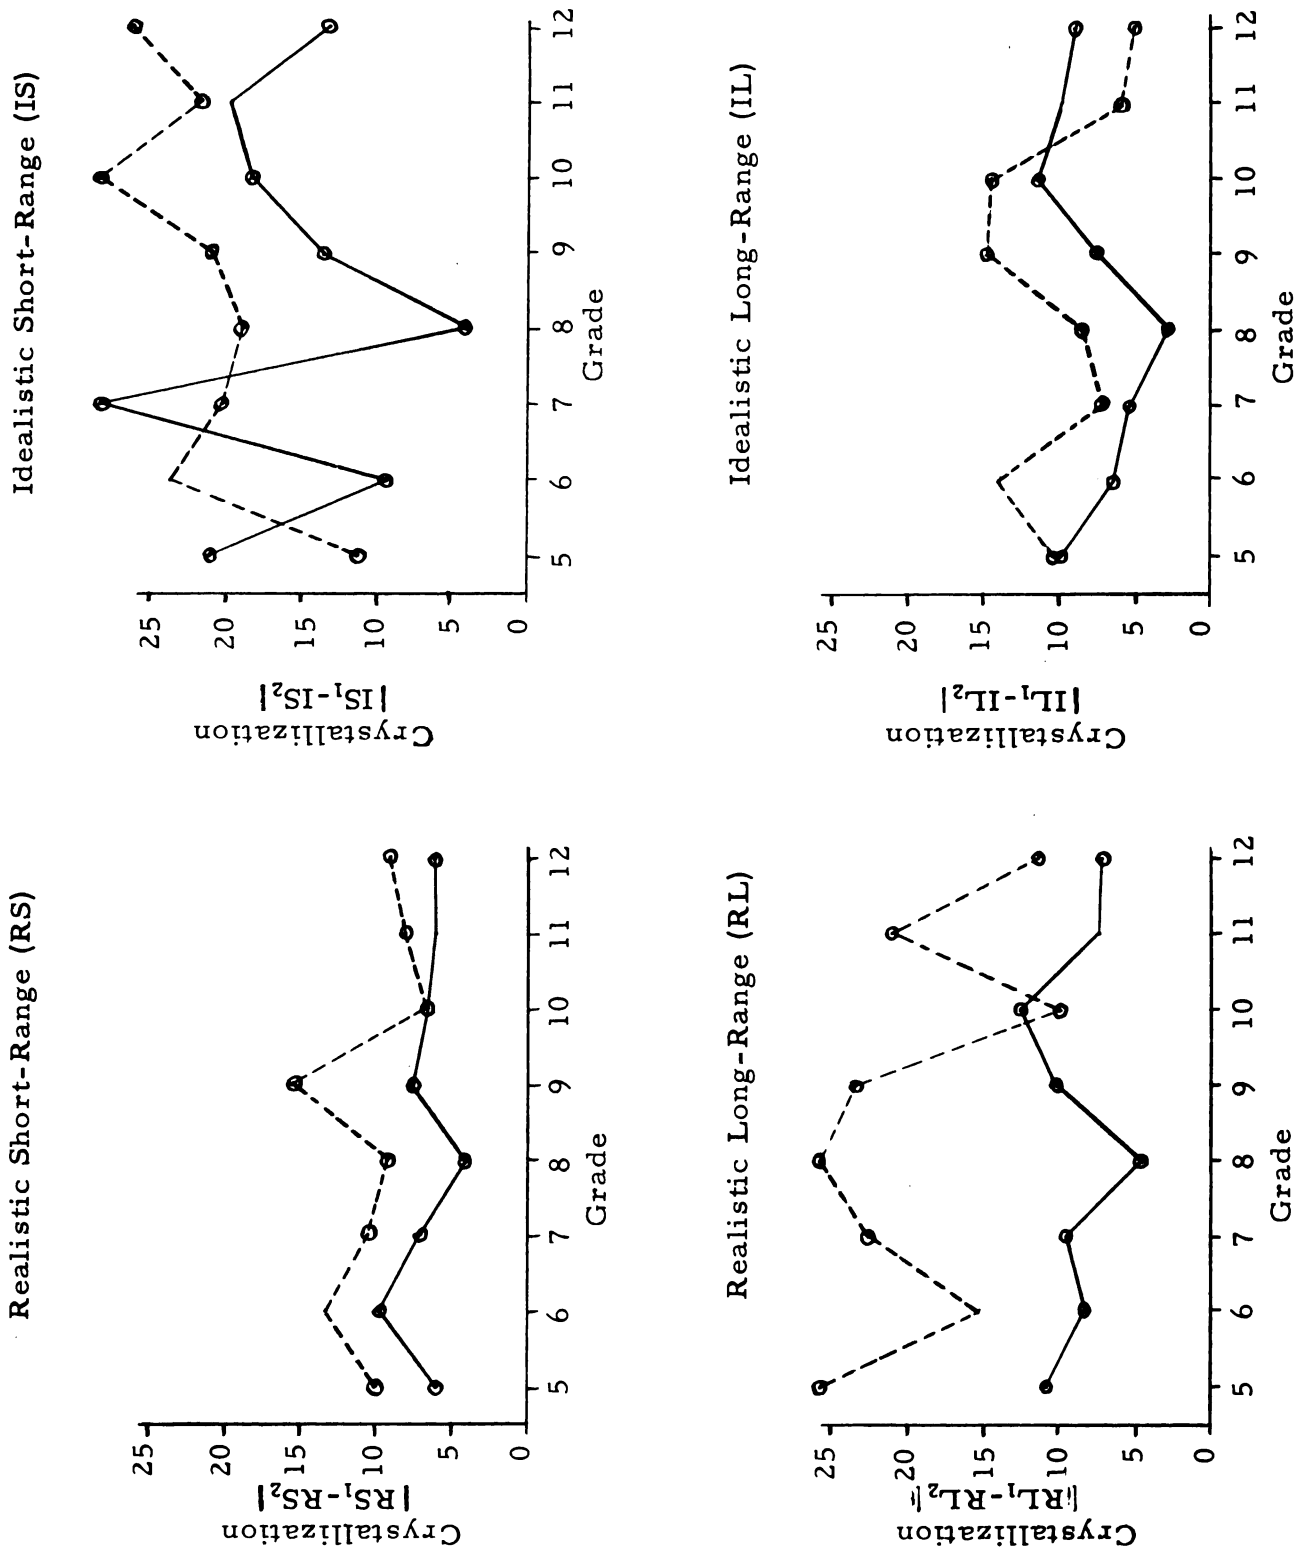 Realistic Short-Range (RS)
Crystallization
|RS₁-RS₂|
25
20
15
10
5
0
5 6 7 8 9 10 11 12
Grade
Idealistic Short-Range (IS)
Crystallization
|IS₁-IS₂|
25
20
15
10
5
0
5 6 7 8 9 10 11 12
Grade
Realistic Long-Range (RL)
Crystallization
|RL₁-RL₂|
25
20
15
10
5
0
5 6 7 8 9 10 11 12
Grade
Idealistic Long-Range (IL)
Crystallization
|IL₁-IL₂|
25
20
15
10
5
0
5 6 7 8 9 10 11 12
Grade